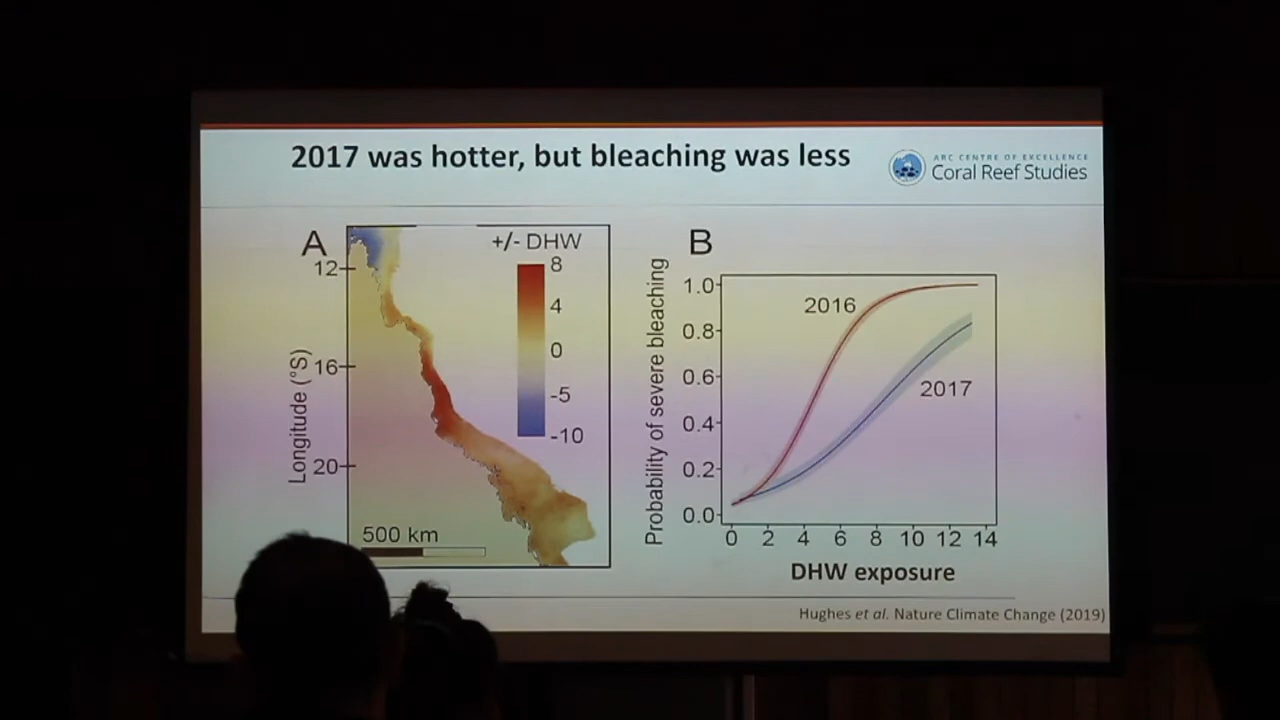 2017 was hotter, but bleaching was less
ARC CENTRE OF EXCELLENCE
Coral Reef Studies
A
+/- DHW
8
4
0
-5
-10
12
16
20
Longitude (°S)
500 km
B
Probability of severe bleaching
1.0
0.8
0.6
0.4
0.2
0.0
2016
2017
0 2 4 6 8 10 12 14
DHW exposure
Hughes et al. Nature Climate Change (2019)